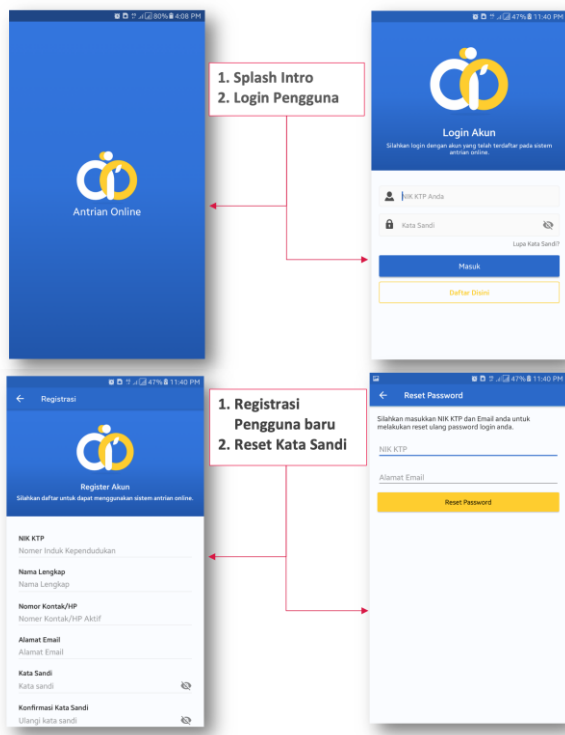 80% 4:08 PM
Antrian Online
1. Splash Intro
2. Login Pengguna
47% 11:40 PM
Login Akun
Silahkan login dengan akun yang telah terdaftar pada sistem
antrian online.
NIK KTP Anda
Kata Sandi
Lupa Kata Sandi?
Masuk
Daftar Disini
47% 11:40 PM
Registrasi
Register Akun
Silahkan daftar untuk dapat menggunakan sistem antrian online.
NIK KTP
Nomer Induk Kependudukan
Nama Lengkap
Nama Lengkap
Nomor Kontak/HP
Nomer Kontak/HP Aktif
Alamat Email
Alamat Email
Kata Sandi
Kata sandi
Konfirmasi Kata Sandi
Ulangi kata sandi
1. Registrasi
Pengguna baru
2. Reset Kata Sandi
47% 11:40 PM
Reset Password
Silahkan masukkan NIK KTP dan Email anda untuk
melakukan reset ulang password login anda.
NIK KTP
Alamat Email
Reset Password